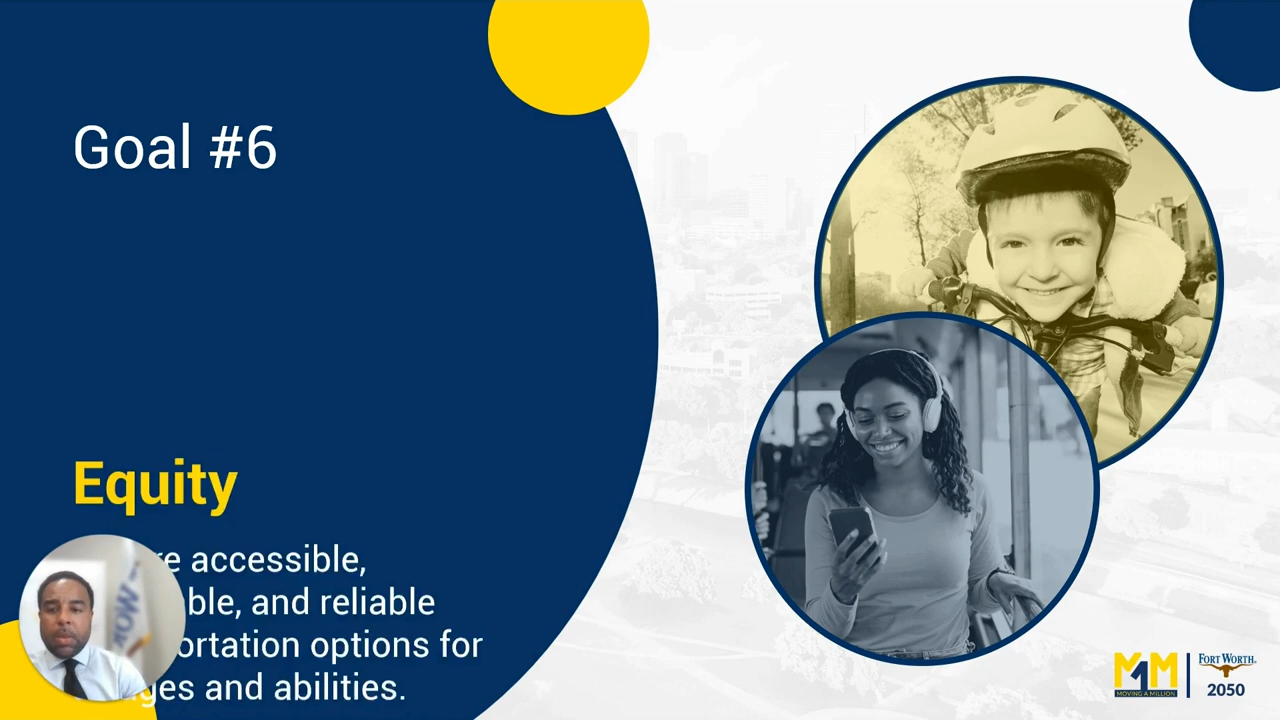 Goal #6
Equity
re accessible,
ble, and reliable
ortation options for
ges and abilities.
M1M
MOVING A MILLION
FORT WORTH
2050